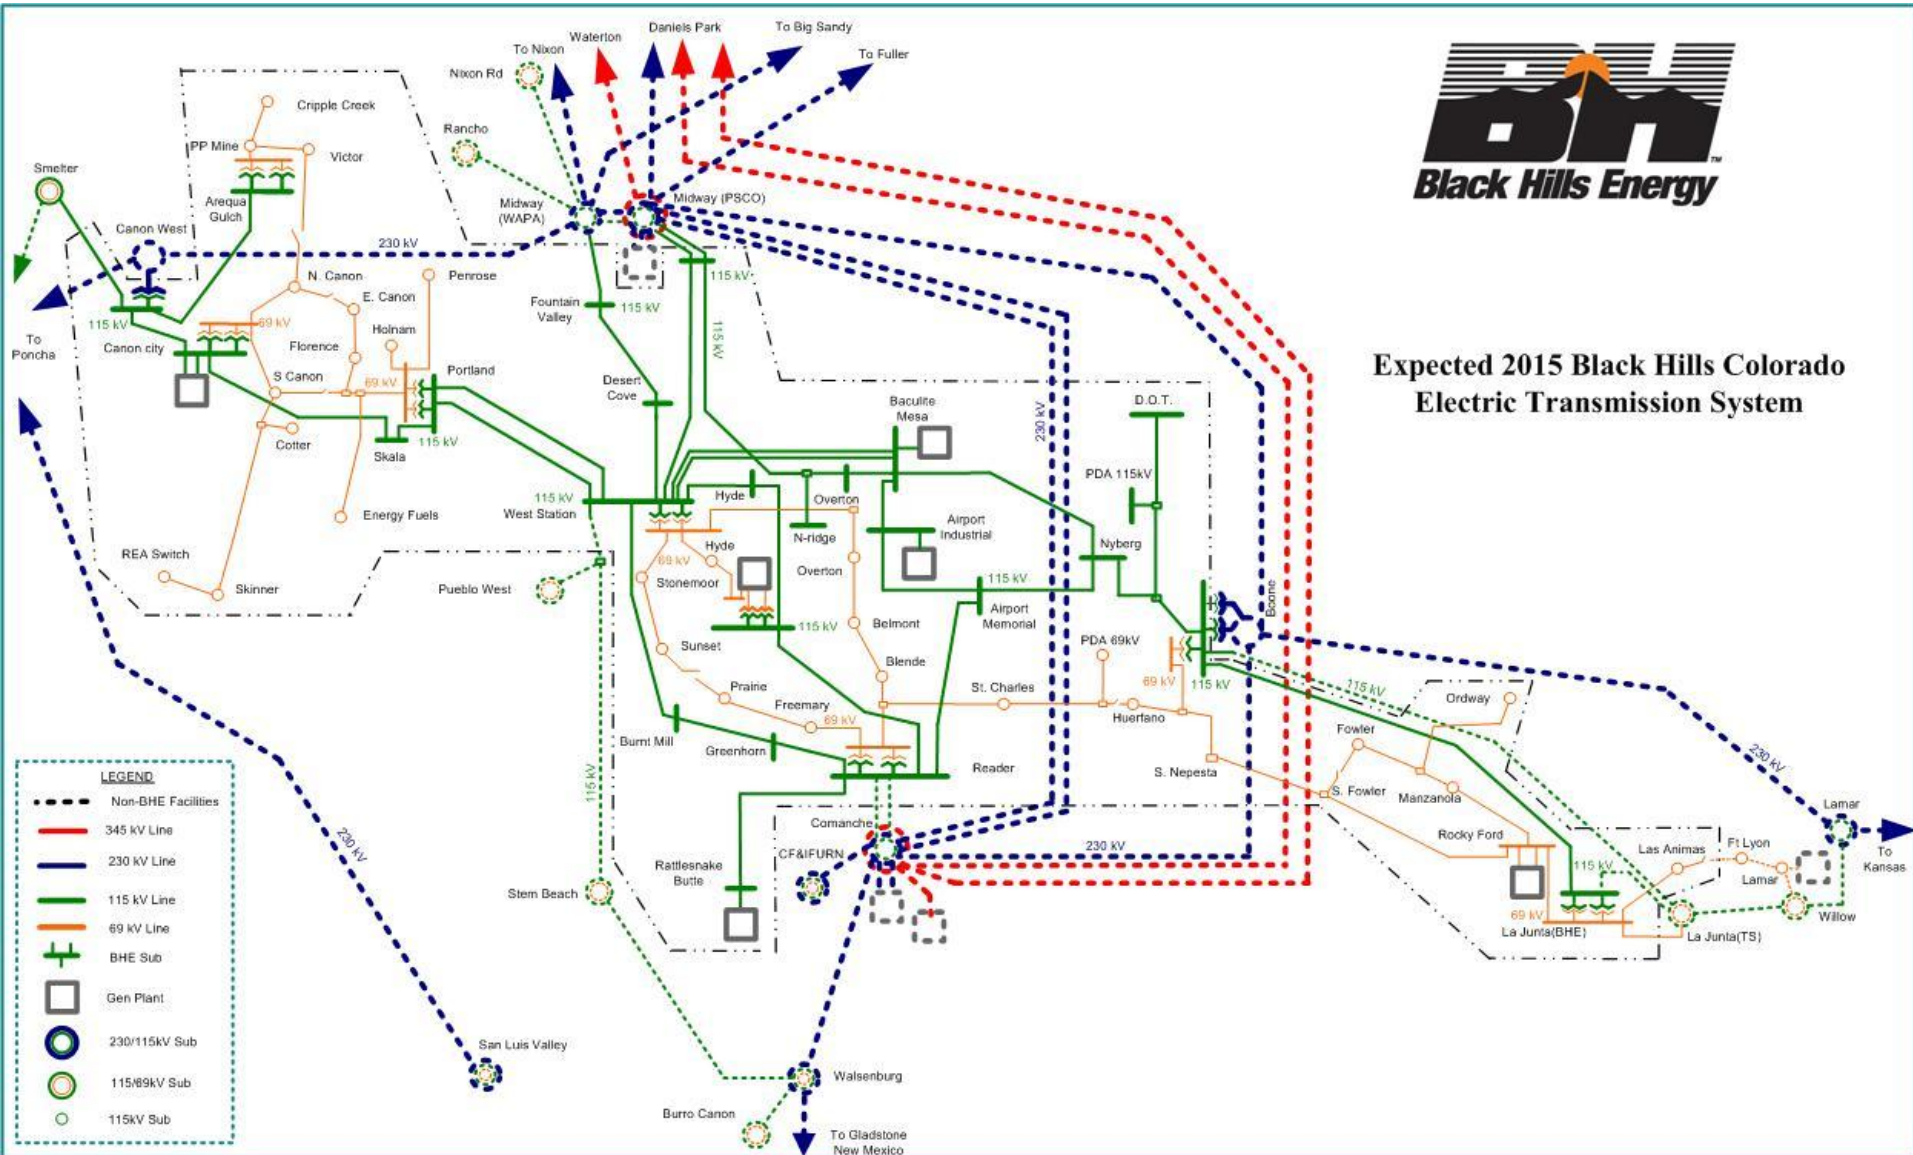 To Nixon
Waterton
Daniels Park
To Big Sandy
To Fuller
Nixon Rd
Rancho
Cripple Creek
PP Mine
Victor
Smelter
Arequa
Gulch
Canon West
Midway
(WAPA)
Midway (PSCO)
230 kV
115 kV
BH
TM
Black Hills Energy
Expected 2015 Black Hills Colorado
Electric Transmission System
N. Canon
E. Canon
Penrose
Holnam
Fountain
Valley
115 kV
115 kV
115 kV
69 kV
To
Poncha
Canon city
Florence
S Canon
69 kV
Portland
Desert
Cove
Baculite
Mesa
230 kV
D.O.T.
Cotter
Skala
115 kV
PDA 115kV
115 kV
West Station
Hyde
Overton
Energy Fuels
N-ridge
Airport
Industrial
Nyberg
REA Switch
Skinner
Pueblo West
69 kV
Hyde
Stonemoor
Overton
115 kV
Airport
Memorial
Boone
115 kV
Belmont
Sunset
PDA 69kV
Blende
69 kV
115 kV
115 kV
Prairie
Freemary
St. Charles
Huerfano
Ordway
69 kV
Burnt Mill
Greenhorn
Reader
S. Nepesta
Fowler
230 kV
S. Fowler
Manzanola
115 kV
Comanche
CF&IFURN
230 kV
Rocky Ford
Las Animas
Ft Lyon
Lamar
Lamar
To
Kansas
230 kV
Rattlesnake
Butte
Stem Beach
115 kV
69 kV
La Junta(BHE)
La Junta(TS)
Willow
LEGEND
Non-BHE Facilities
345 kV Line
230 kV Line
115 kV Line
69 kV Line
BHE Sub
Gen Plant
230/115kV Sub
115/69kV Sub
115kV Sub
San Luis Valley
Walsenburg
Burro Canon
To Gladstone
New Mexico